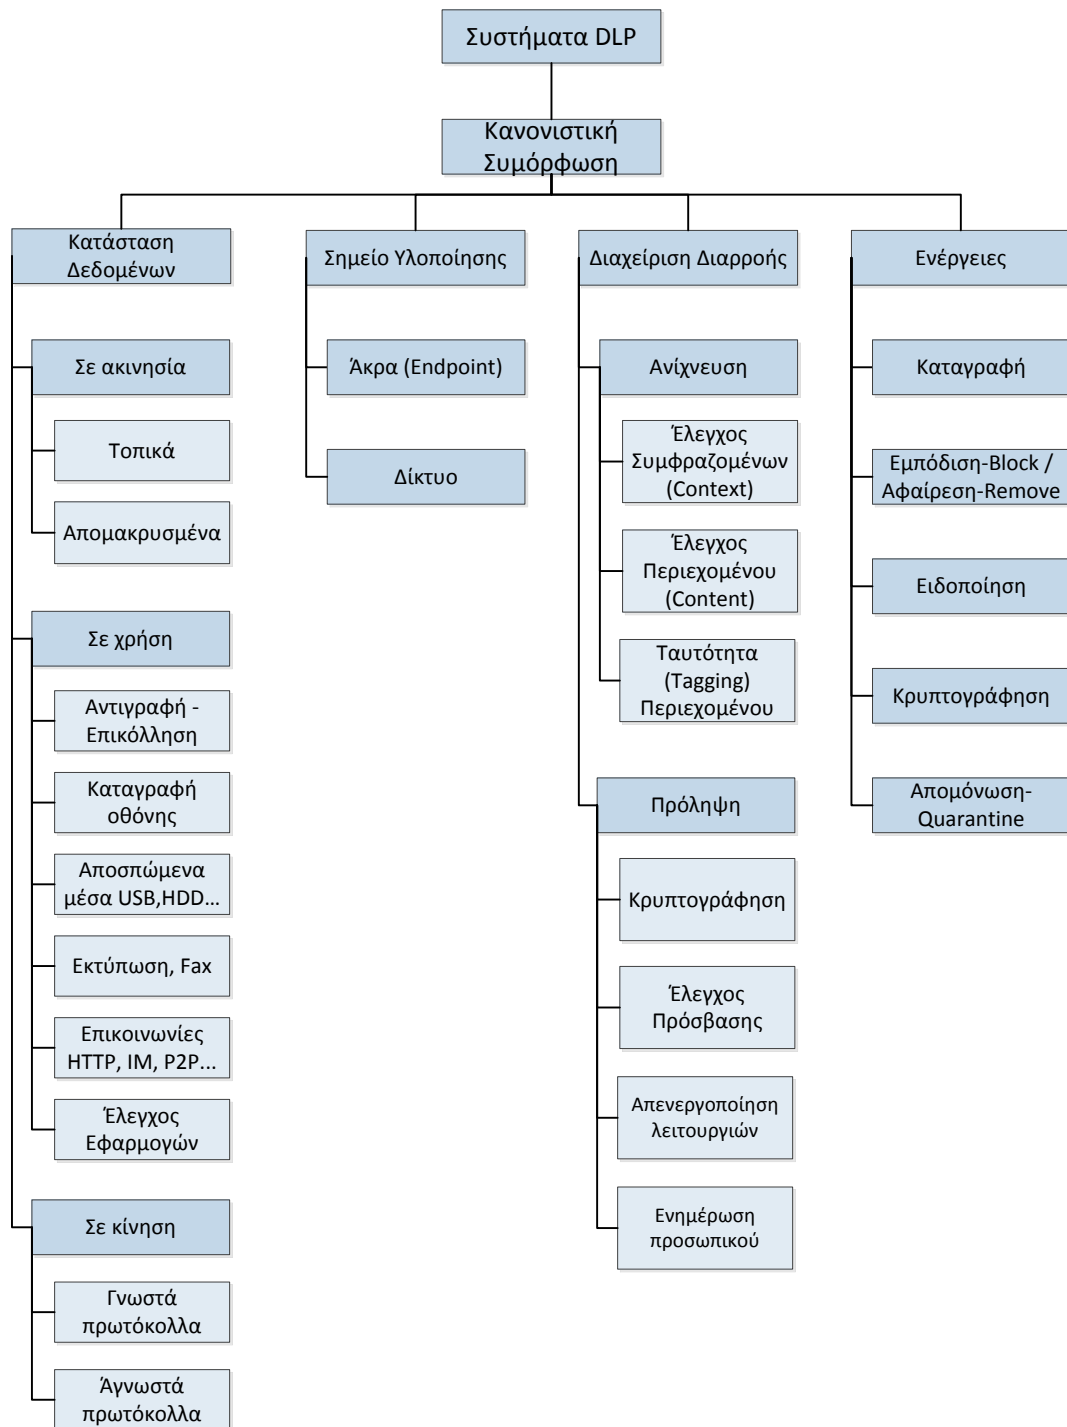 Συστήματα DLP
Κανονιστική
Συμόρφωση
Κατάσταση
Δεδομένων
Σε ακινησία
Τοπικά
Απομακρυσμένα
Σε χρήση
Αντιγραφή -
Επικόλληση
Καταγραφή
οθόνης
Αποσπώμενα
μέσα USB,HDD...
Εκτύπωση, Fax
Επικοινωνίες
HTTP, IM, P2P...
Έλεγχος
Εφαρμογών
Σε κίνηση
Γνωστά
πρωτόκολλα
Άγνωστά
πρωτόκολλα
Σημείο Υλοποίησης
Άκρα (Endpoint)
Δίκτυο
Διαχείριση Διαρροής
Ανίχνευση
Έλεγχος
Συμφραζομένων
(Context)
Έλεγχος
Περιεχομένου
(Content)
Ταυτότητα
(Tagging)
Περιεχομένου
Πρόληψη
Κρυπτογράφηση
Έλεγχος
Πρόσβασης
Απενεργοποίηση
λειτουργιών
Ενημέρωση
προσωπικού
Ενέργειες
Καταγραφή
Εμπόδιση-Block /
Αφαίρεση-Remove
Ειδοποίηση
Κρυπτογράφηση
Απομόνωση-
Quarantine